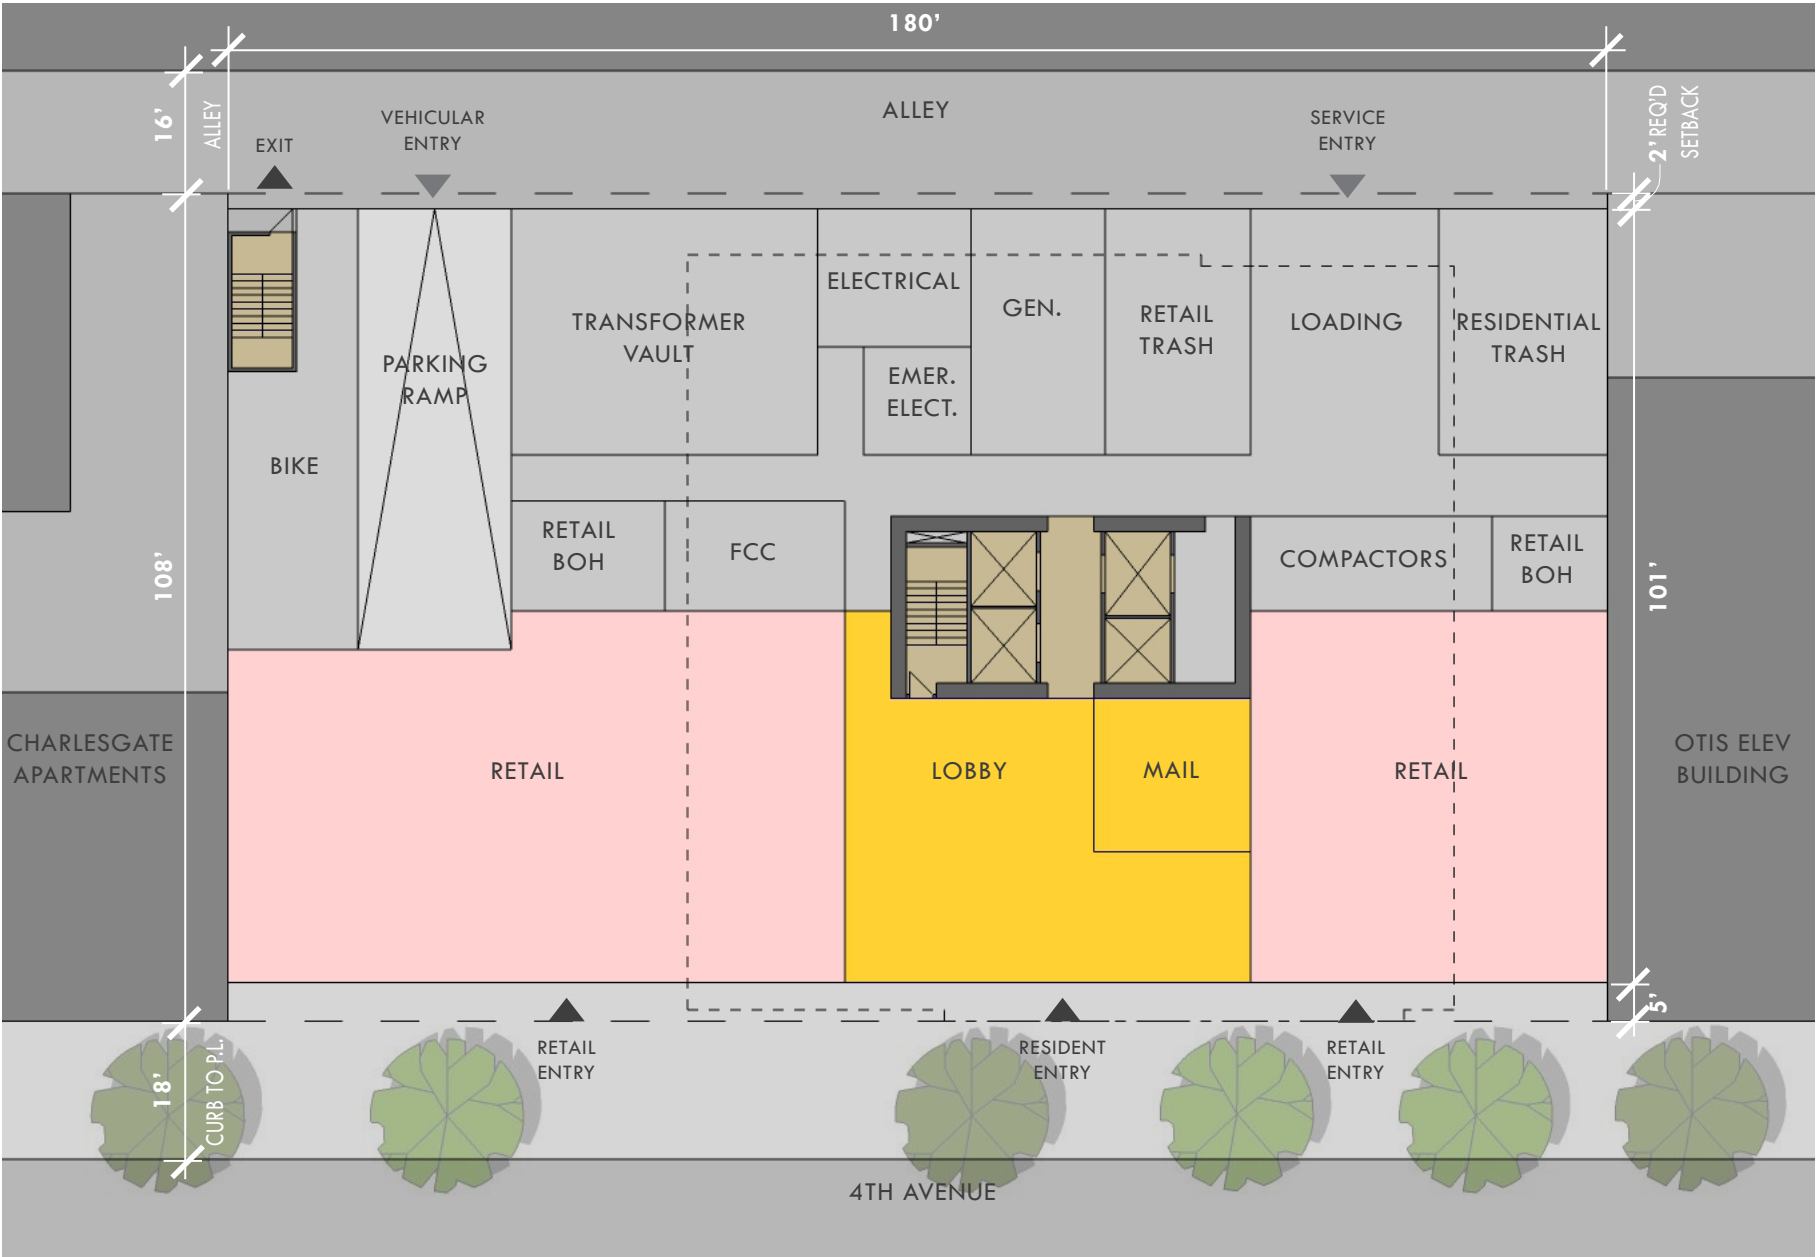 180’
16’
ALLEY
ALLEY
2’ REQ’D
SETBACK
EXIT
VEHICULAR
ENTRY
SERVICE
ENTRY
TRANSFORMER
VAULT
ELECTRICAL
GEN.
RETAIL
TRASH
LOADING
RESIDENTIAL
TRASH
PARKING
RAMP
EMER.
ELECT.
BIKE
RETAIL
BOH
FCC
COMPACTORS
RETAIL
BOH
108’
101’
CHARLESGATE
APARTMENTS
RETAIL
LOBBY
MAIL
RETAIL
OTIS ELEV
BUILDING
5’
RETAIL
ENTRY
RESIDENT
ENTRY
RETAIL
ENTRY
18’
CURB TO P.L.
4TH AVENUE